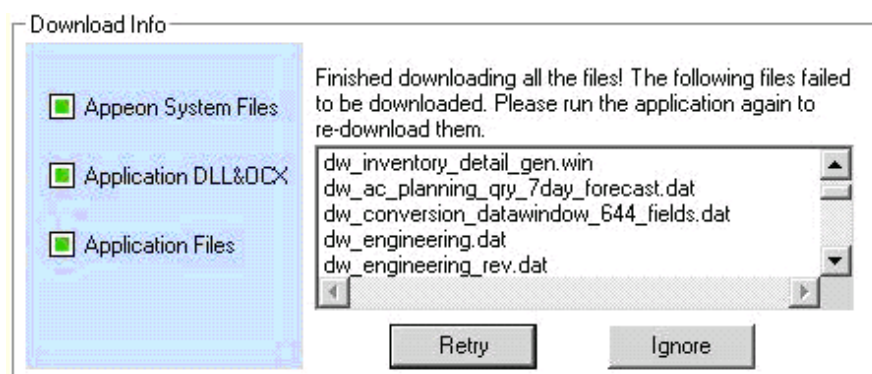 Download Info
Appeon System Files
Application DLL&OCX
Application Files
Finished downloading all the files! The following files failed
to be downloaded. Please run the application again to
re-download them.
dw_inventory_detail_gen.win
dw_ac_planning_qry_7day_forecast.dat
dw_conversion_datawindow_644_fields.dat
dw_engineering.dat
dw_engineering_rev.dat
Retry
Ignore